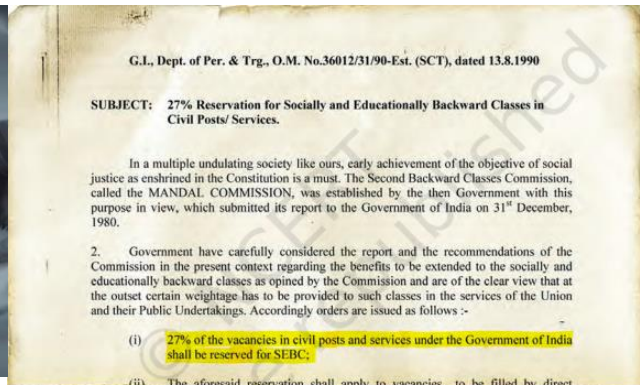 G.I., Dept. of Per. & Trg., O.M. No.36012/31/90-Est. (SCT), dated 13.8.1990
SUBJECT: 27% Reservation for Socially and Educationally Backward Classes in
Civil Posts/ Services.
In a multiple undulating society like ours, early achievement of the objective of social
justice as enshrined in the Constitution is a must. The Second Backward Classes Commission,
called the MANDAL COMMISSION, was established by the then Government with this
purpose in view, which submitted its report to the Government of India on 31st December,
1980.
2. Government have carefully considered the report and the recommendations of the
Commission in the present context regarding the benefits to be extended to the socially and
educationally backward classes as opined by the Commission and are of the clear view that at
the outset certain weightage has to be provided to such classes in the services of the Union
and their Public Undertakings. Accordingly orders are issued as follows :-
(i) 27% of the vacancies in civil posts and services under the Government of India
shall be reserved for SEBC;
(ii) The aforesaid reservation shall apply to vacancies to be filled by direct